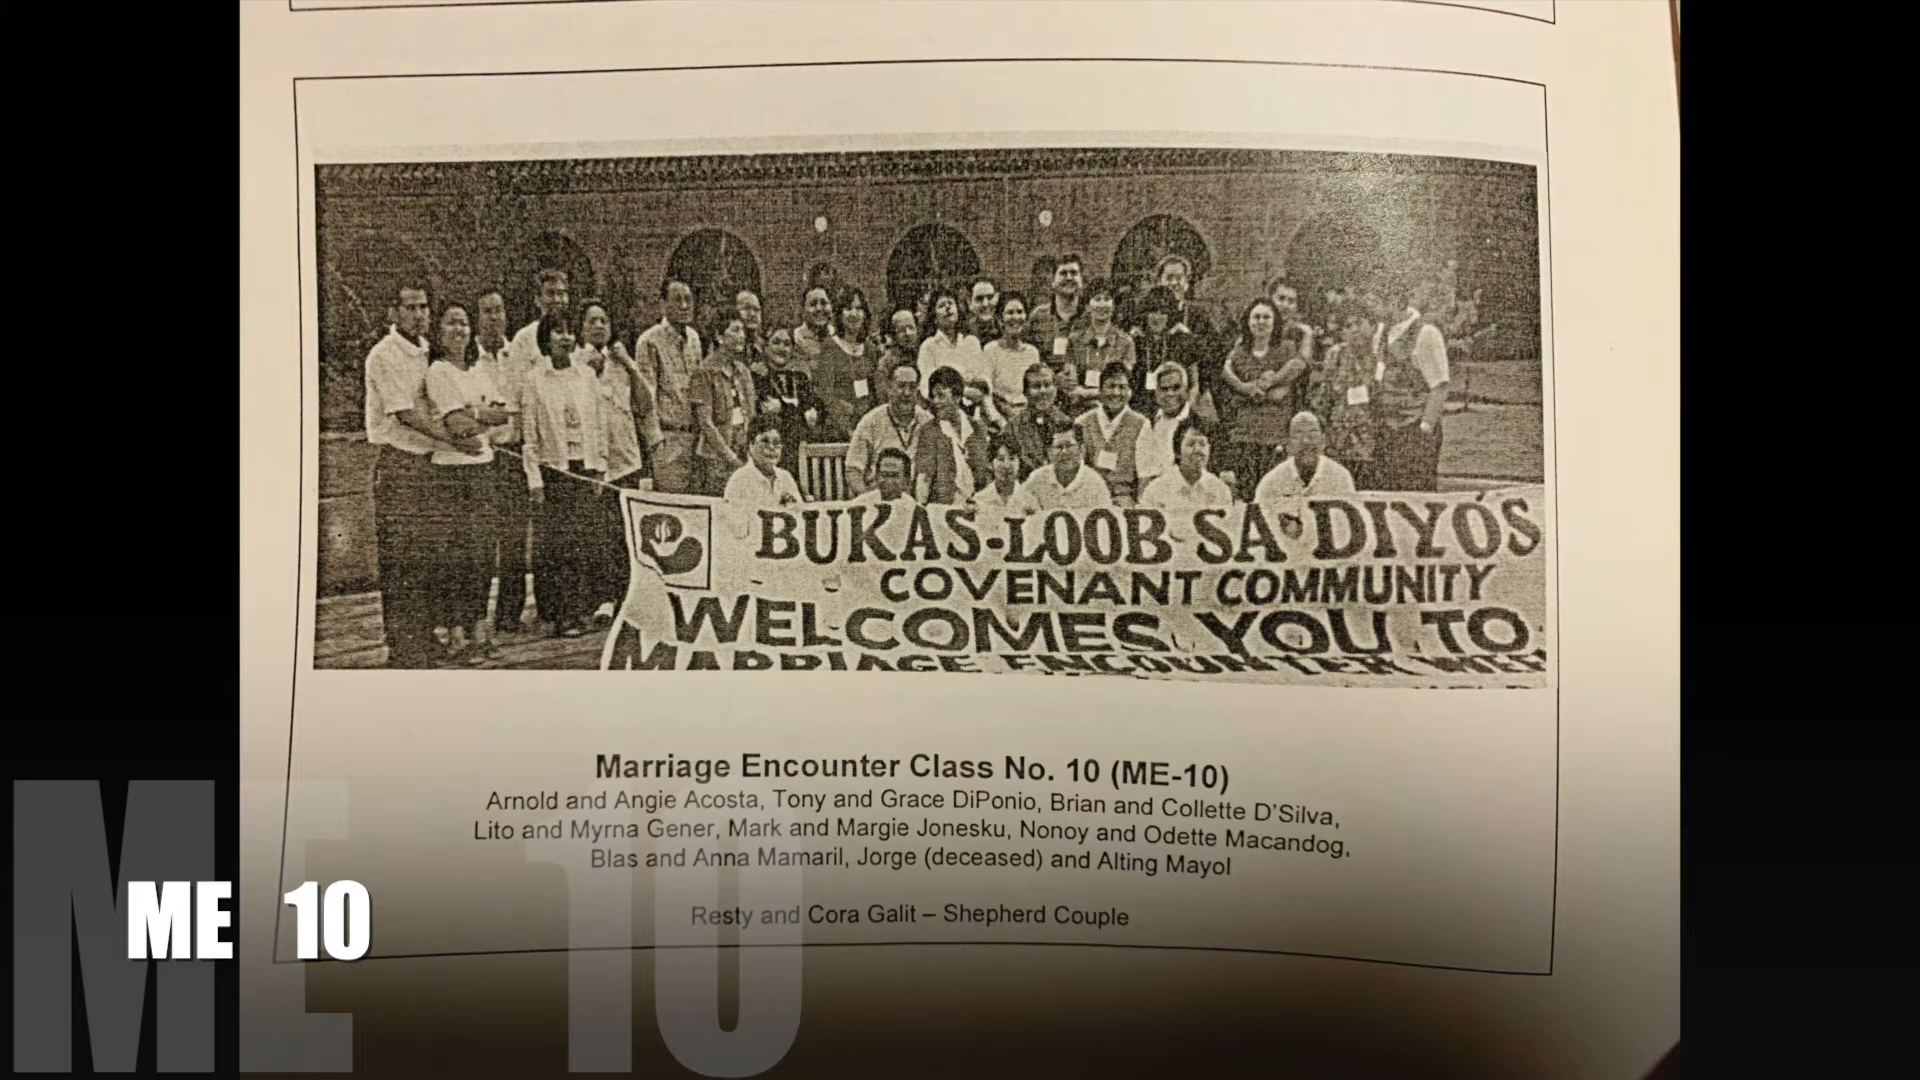 BUKAS-LOOB SA DIYOS
COVENANT COMMUNITY
WELCOMES YOU TO
MARRIAGE ENCOUNTER
Marriage Encounter Class No. 10 (ME-10)
Arnold and Angie Acosta, Tony and Grace DiPonio, Brian and Collette D'Silva,
Lito and Myrna Gener, Mark and Margie Jonesku, Nonoy and Odette Macandog,
Blas and Anna Mamaril, Jorge (deceased) and Alting Mayol
Resty and Cora Galit – Shepherd Couple
ME 10
ME 10